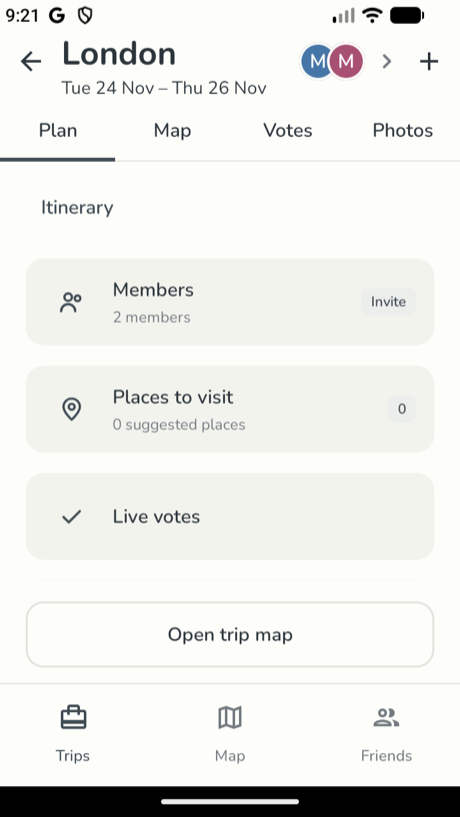 9:21 G
London
Tue 24 Nov – Thu 26 Nov
M M
Plan Map Votes Photos
Itinerary
Members
2 members
Invite
Places to visit
0 suggested places
0
Live votes
Open trip map
Trips Map Friends